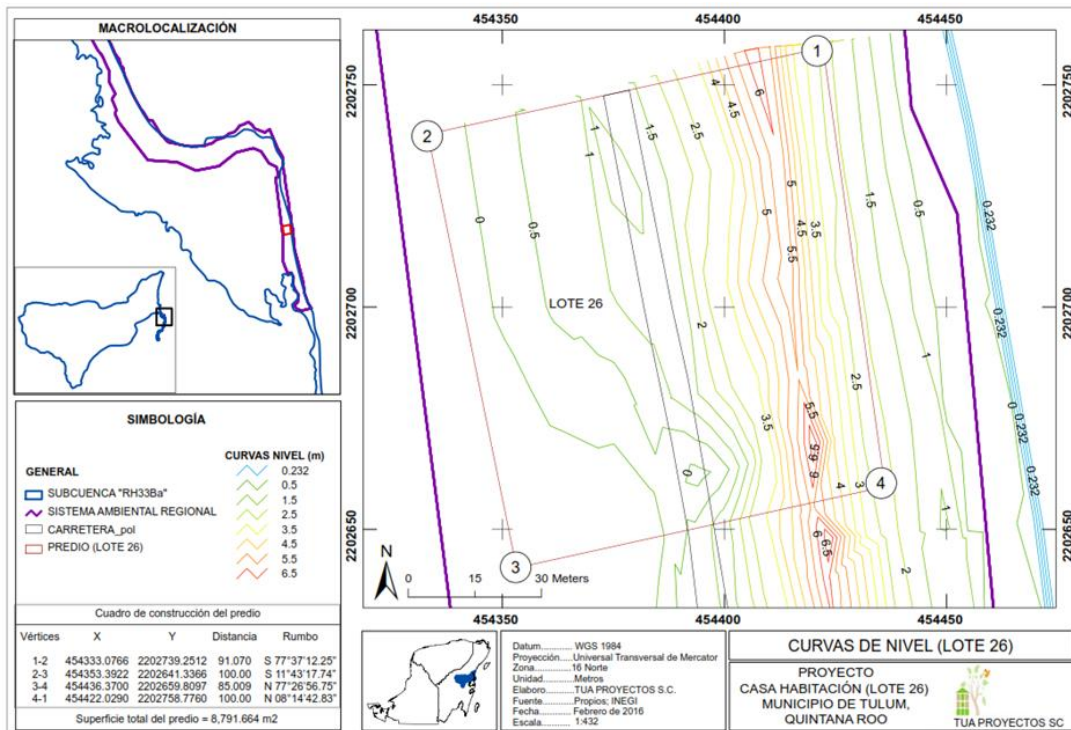 MACROLOCALIZACIÓN
454350
454400
454450
2202750
2202700
2202650
2202750
2202700
2202650
1
2
3
4
0
0.5
1
1
1.5
2.5
4
4.5
6
5
5
4.5
3.5
5.5
1.5
0.5
0.232
LOTE 26
2
2.5
1
0.232
3.5
5.5
6.6
6
4
3
0
0
0.232
1
2
6
6.5
N
0
15
30 Meters
SIMBOLOGÍA
GENERAL
SUBCUENCA "RH33Ba"
SISTEMA AMBIENTAL REGIONAL
CARRETERA_pol
PREDIO (LOTE 26)
CURVAS NIVEL (m)
0.232
0.5
1.5
2.5
3.5
4.5
5.5
6.5
Cuadro de construcción del predio
Vértices X Y Distancia Rumbo
1-2 454333.0766 2202739.2512 91.070 S 77°37'12.25"
2-3 454353.3922 2202641.3366 100.00 S 11°43'17.74"
3-4 454436.3700 2202659.8097 85.009 N 77°26'56.75"
4-1 454422.0290 2202758.7760 100.00 N 08°14'42.83"
Superficie total del predio = 8,791.664 m2
Datum............. WGS 1984
Proyección.....Universal Transversal de Mercator
Zona................16 Norte
Unidad.............Metros
Elaboro............TUA PROYECTOS S.C.
Fuente.............Propios; INEGI
Fecha..............Febrero de 2016
Escala.............1:432
CURVAS DE NIVEL (LOTE 26)
PROYECTO
CASA HABITACIÓN (LOTE 26)
MUNICIPIO DE TULUM,
QUINTANA ROO
TUA PROYECTOS SC